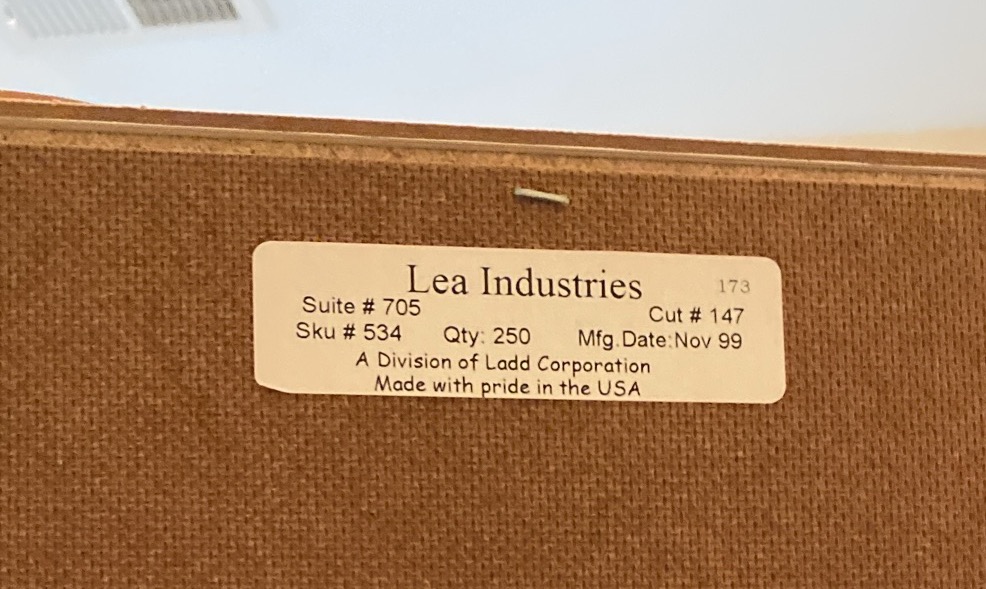 Lea Industries 173
Suite # 705 Cut # 147
Sku # 534 Qty: 250 Mfg.Date:Nov 99
A Division of Ladd Corporation
Made with pride in the USA